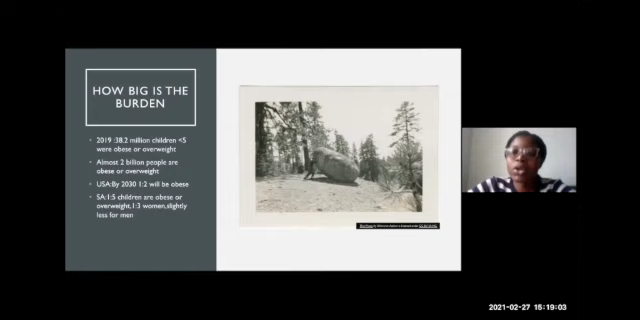 HOW BIG IS THE
BURDEN
• 2019 :38.2 million children <5
were obese or overweight
• Almost 2 billion people are
obese or overweight
• USA:By 2030 1:2 will be obese
• SA:1:5 children are obese or
overweight,1:3 women,slightly
less for men
2021-02-27 15:19:03